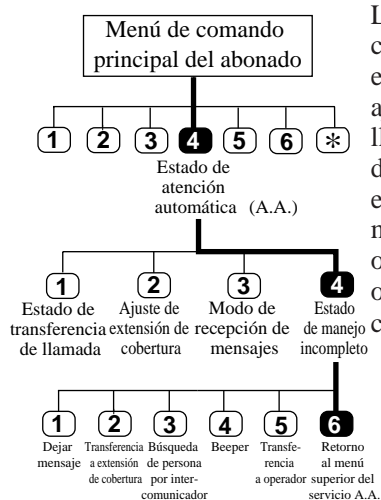 Menú de comando
principal del abonado
1 2 3 4 5 6 *
Estado de
atención
automática (A.A.)
1 2 3 4
Estado de
transferencia
de llamada
Ajuste de
extensión de
cobertura
Modo de
recepción de
mensajes
Estado
de manejo
incompleto
1 2 3 4 5 6
Dejar
mensaje
Transferencia
a extensión
de cobertura
Búsqueda
de persona
por inter-
comunicador
Beeper
Transfe-
rencia
a operador
Retorno
al menú
superior del
servicio A.A.